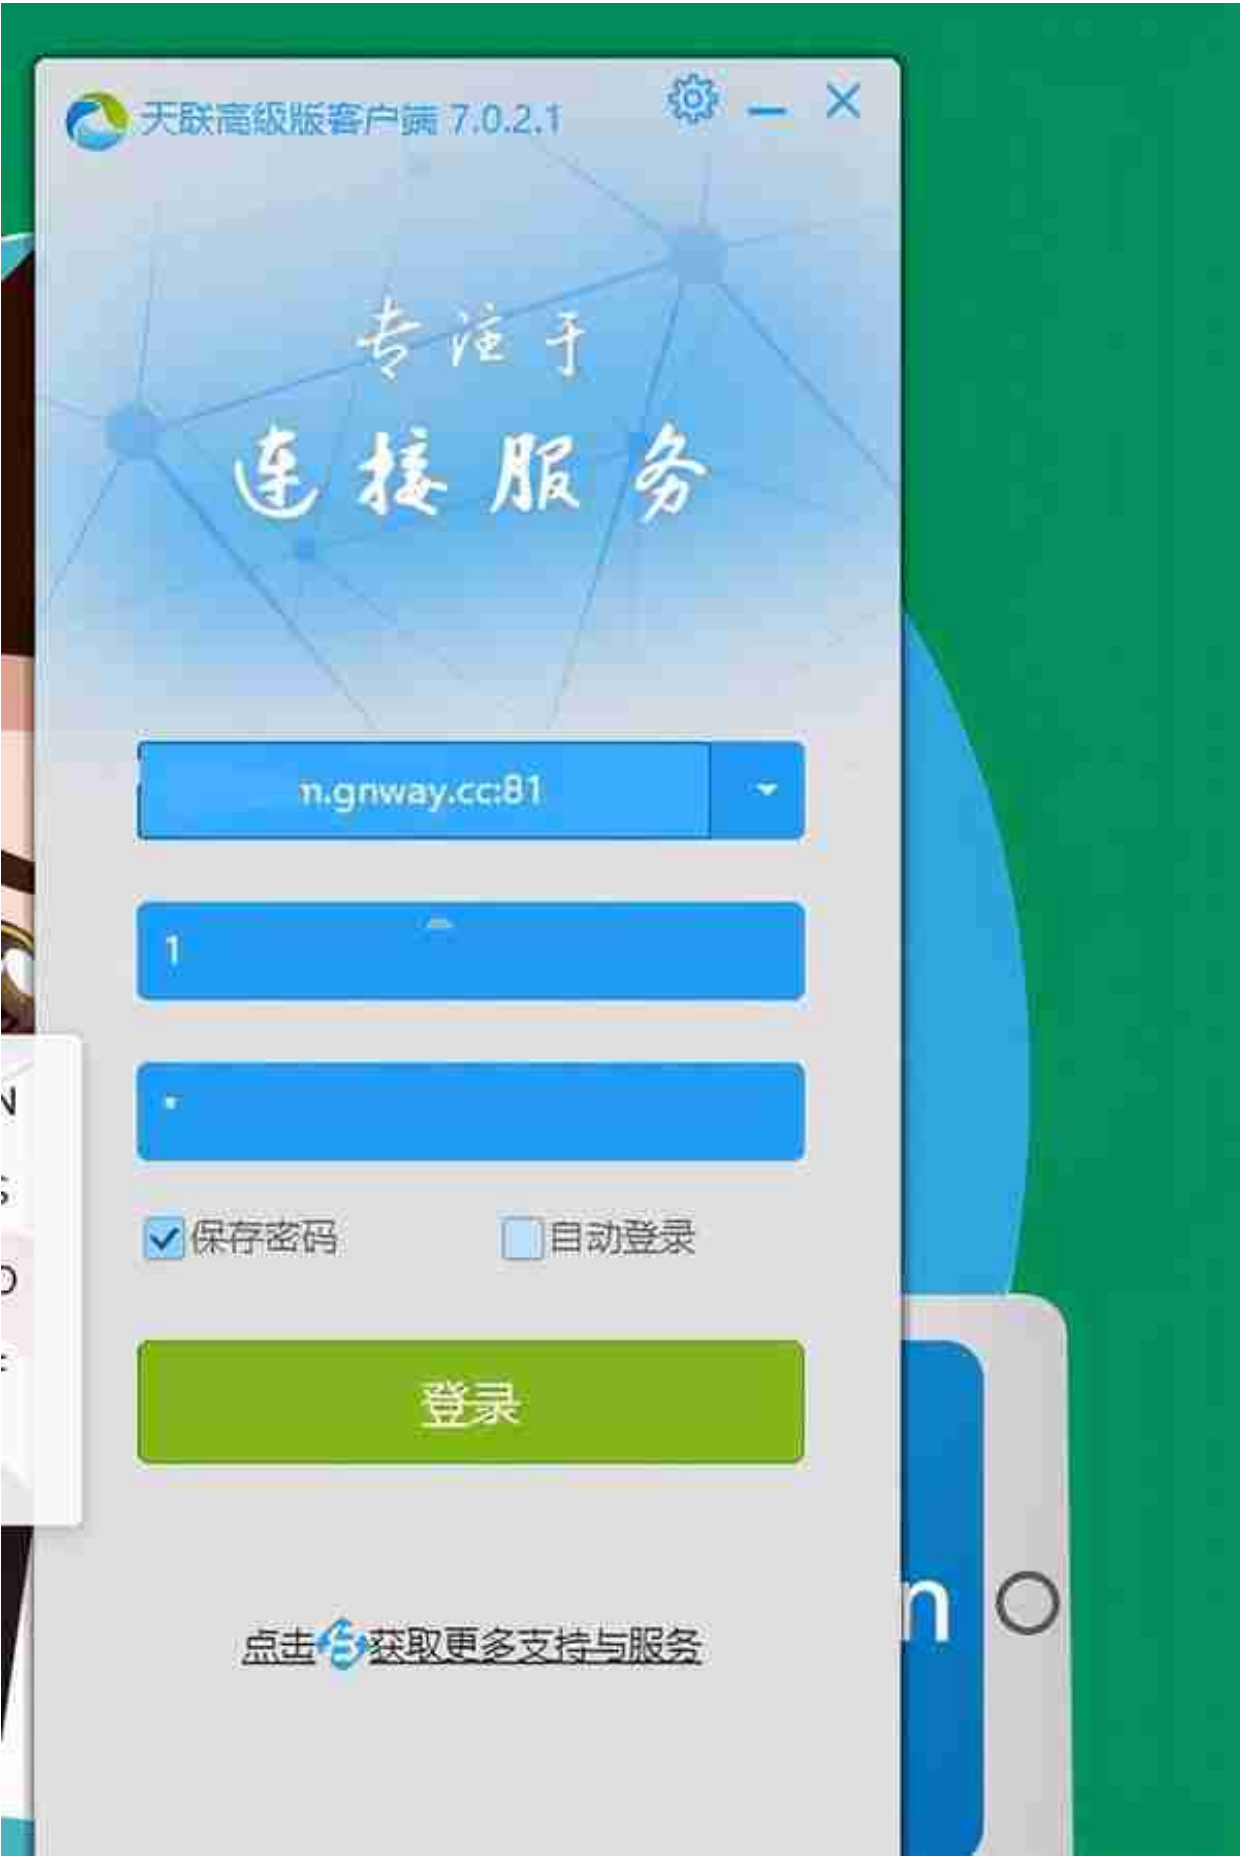 天联高级版客户端 7.0.2.1
专注于
连接服务
n.gnway.cc:81
1
保存密码
自动登录
登录
点击获取更多支持与服务
N
n